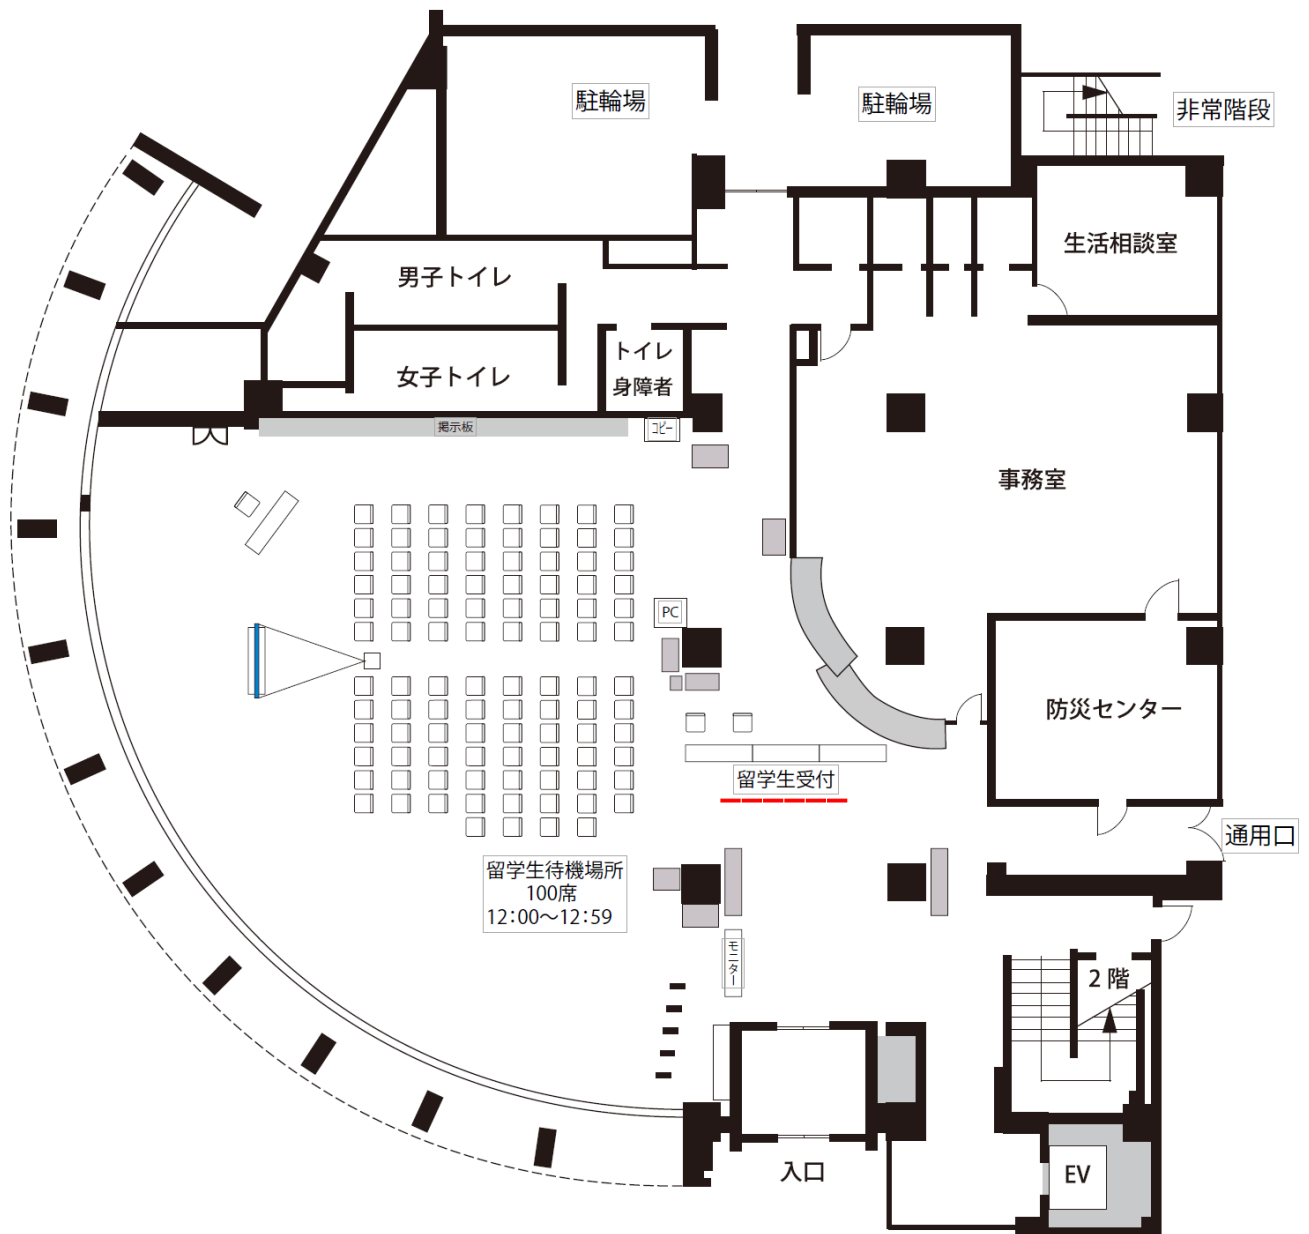 駐輪場
駐輪場
非常階段
生活相談室
男子トイレ
女子トイレ
トイレ
身障者
掲示板
コピー
事務室
PC
防災センター
留学生受付
通用口
留学生待機場所
100席
12:00～12:59
モニター
2階
入口
EV